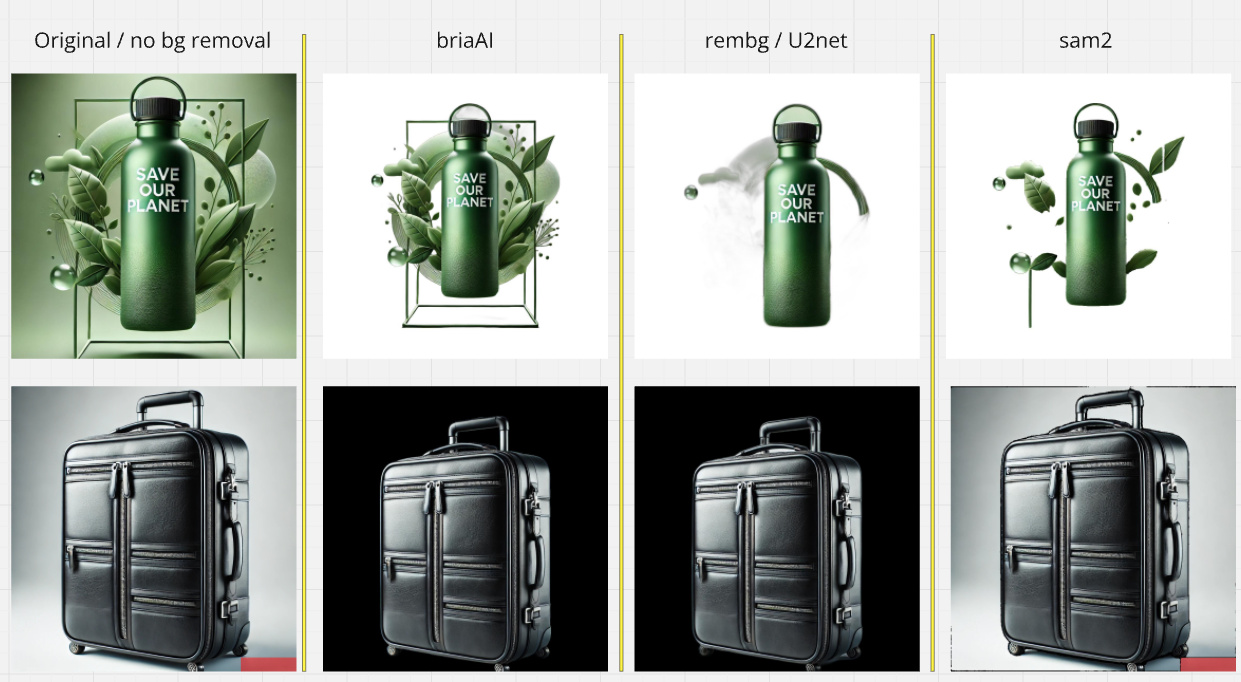 Original / no bg removal
briaAI
rembg / U2net
sam2
SAVE
OUR
PLANET
SAVE
OUR
PLANET
SAVE
OUR
PLANET
SAVE
OUR
PLANET